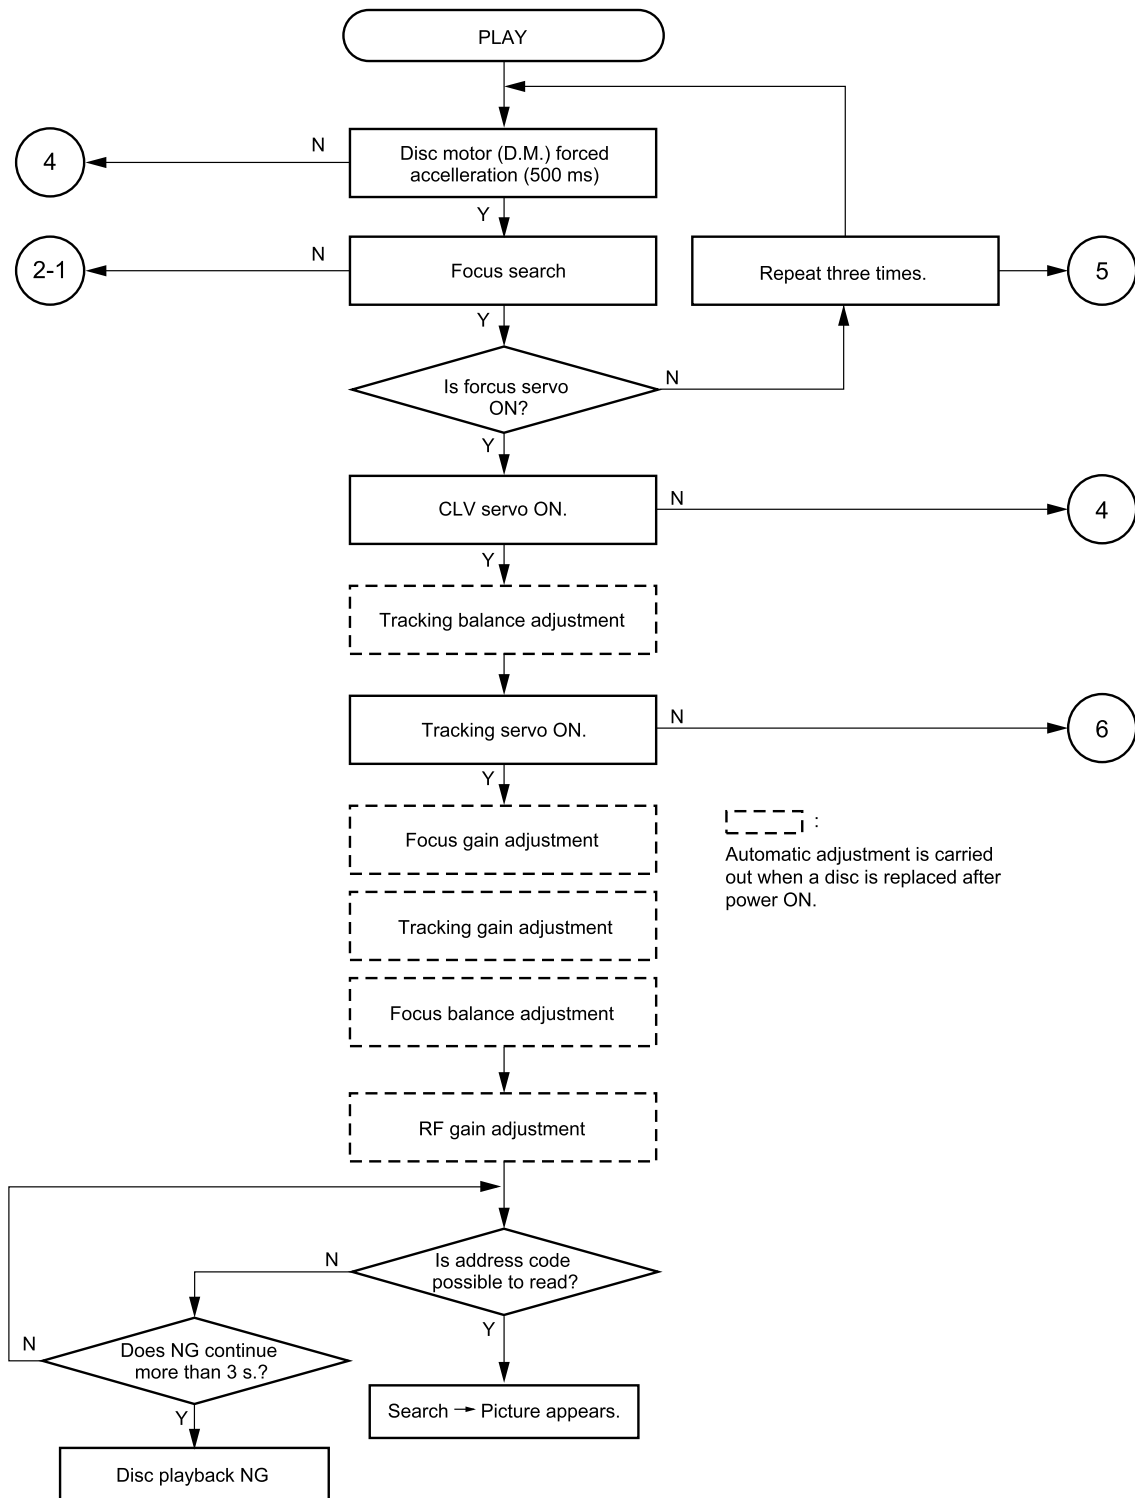 PLAY
N
4
Disc motor (D.M.) forced
accelleration (500 ms)
Y
N
2-1
Focus search
Repeat three times.
5
Y
Is forcus servo
ON?
N
Y
CLV servo ON.
N
4
Y
Tracking balance adjustment
Tracking servo ON.
N
6
Y
Focus gain adjustment
:
Automatic adjustment is carried
out when a disc is replaced after
power ON.
Tracking gain adjustment
Focus balance adjustment
RF gain adjustment
Is address code
possible to read?
N
Y
Does NG continue
more than 3 s.?
N
Y
Search → Picture appears.
Disc playback NG